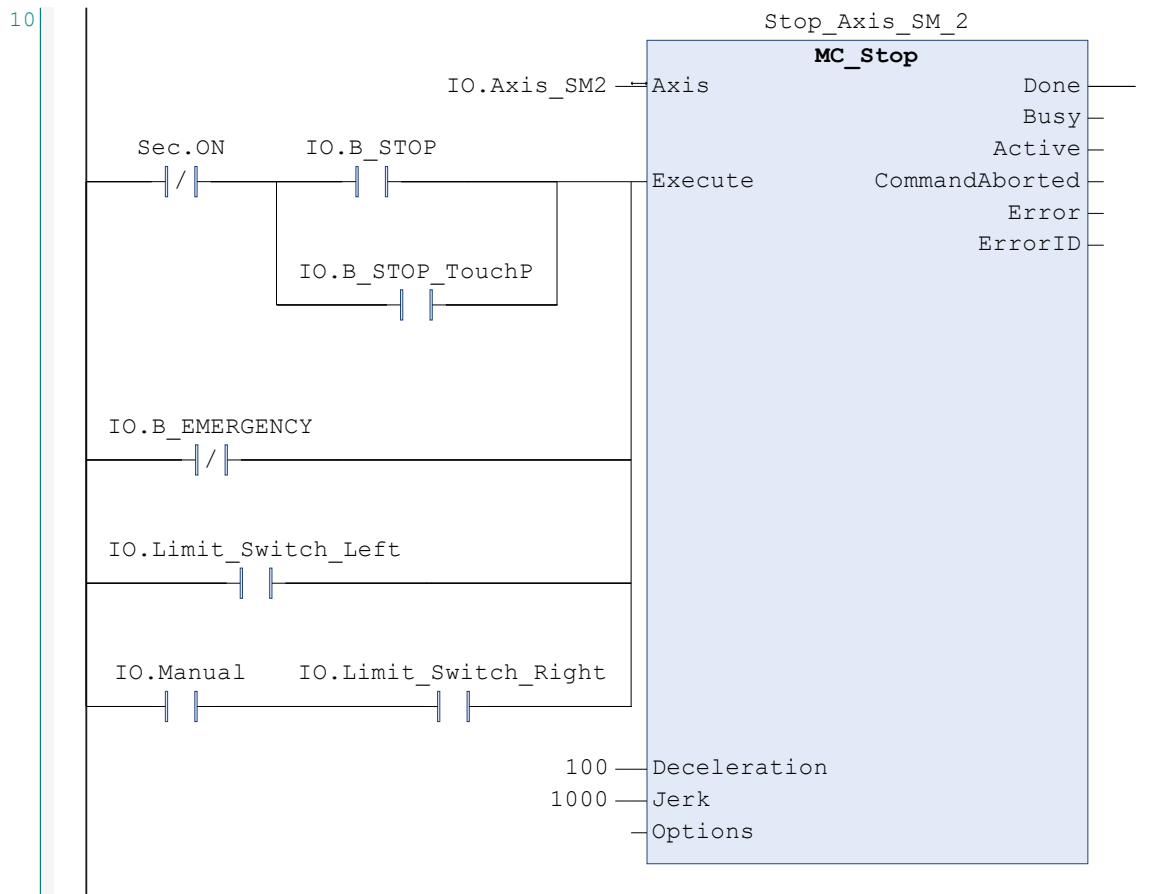 10
Stop_Axis_SM_2
MC_Stop
IO.Axis_SM2 Axis Done
Busy
Sec.ON IO.B_STOP Active
/ Execute CommandAborted
Error
ErrorID
IO.B_STOP_TouchP
IO.B_EMERGENCY
/
IO.Limit_Switch_Left
IO.Manual IO.Limit_Switch_Right
100 Deceleration
1000 Jerk
Options